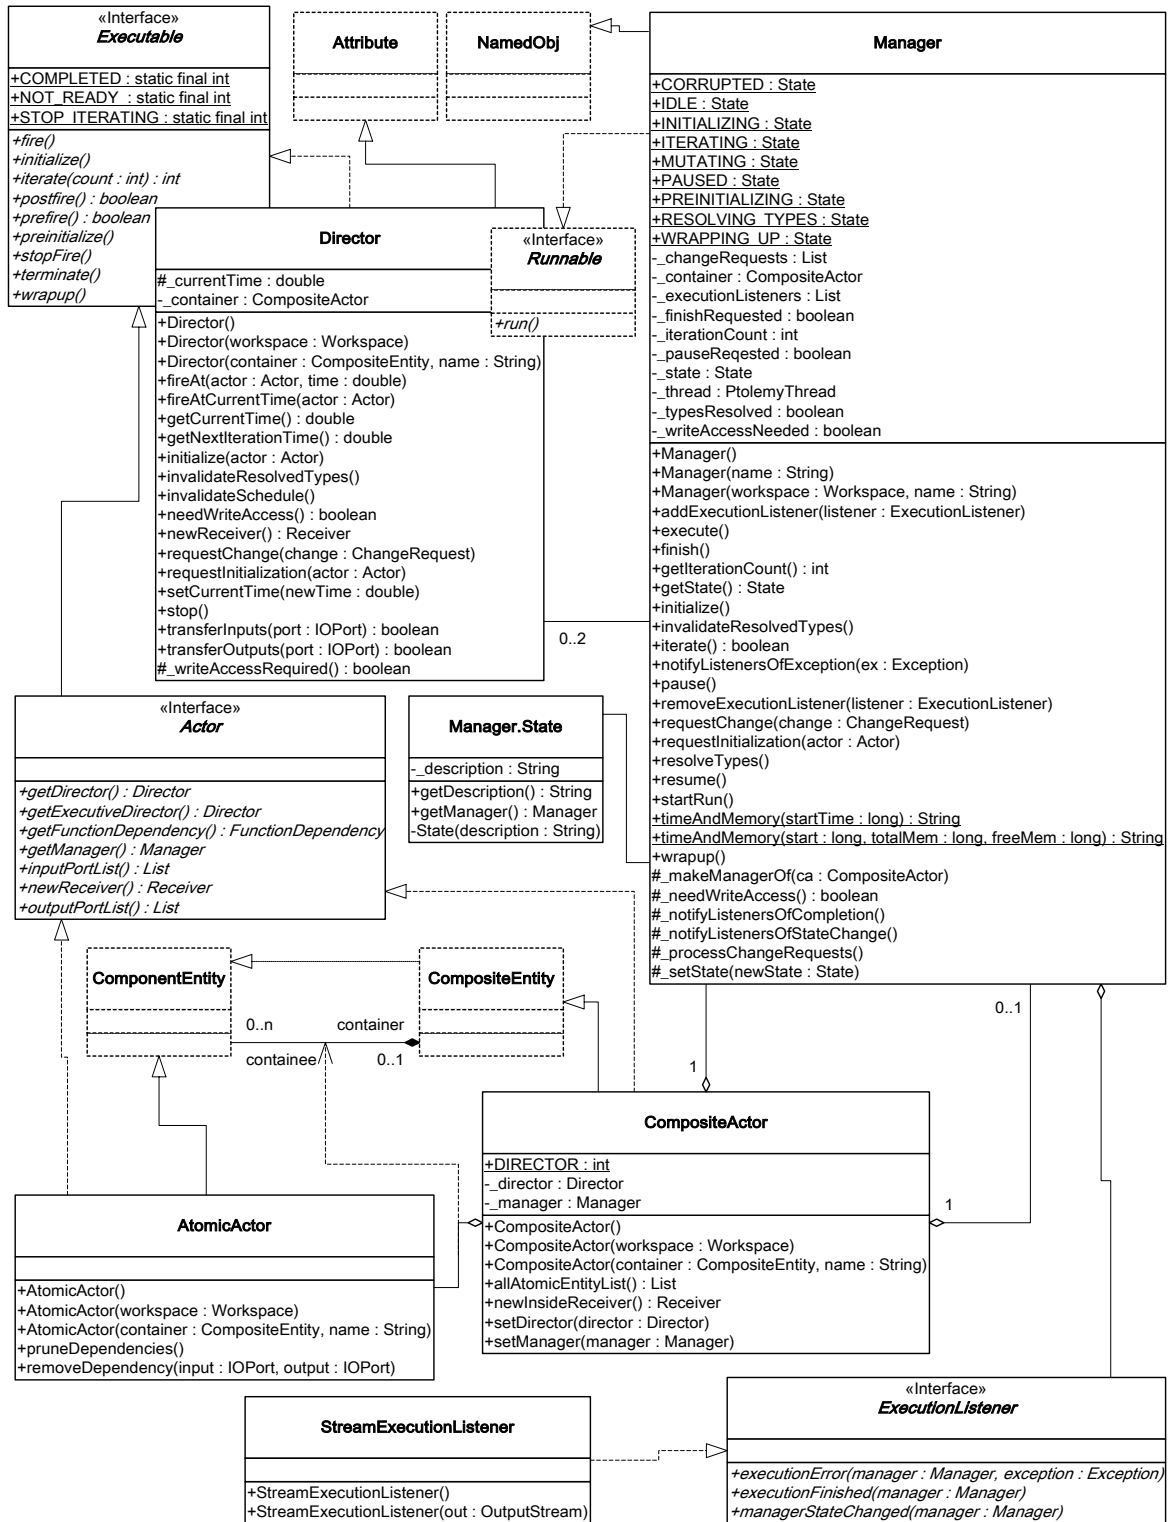 «Interface»
Executable
+COMPLETED : static final int
+NOT_READY : static final int
+STOP_ITERATING : static final int
+fire()
+initialize()
+iterate(count : int) : int
+postfire() : boolean
+prefire() : boolean
+preinitialize()
+stopFire()
+terminate()
+wrapup()
Attribute
NamedObj
Manager
+CORRUPTED : State
+IDLE : State
+INITIALIZING : State
+ITERATING : State
+MUTATING : State
+PAUSED : State
+PREINITIALIZING : State
+RESOLVING_TYPES : State
+WRAPPING_UP : State
-_changeRequests : List
-_container : CompositeActor
-_executionListeners : List
-_finishRequested : boolean
-_iterationCount : int
-_pauseReqested : boolean
-_state : State
-_thread : PtolemyThread
-_typesResolved : boolean
-_writeAccessNeeded : boolean
+Manager()
+Manager(name : String)
+Manager(workspace : Workspace, name : String)
+addExecutionListener(listener : ExecutionListener)
+execute()
+finish()
+getIterationCount() : int
+getState() : State
+initialize()
+invalidateResolvedTypes()
+iterate() : boolean
+notifyListenersOfException(ex : Exception)
+pause()
+removeExecutionListener(listener : ExecutionListener)
+requestChange(change : ChangeRequest)
+requestInitialization(actor : Actor)
+resolveTypes()
+resume()
+startRun()
+timeAndMemory(startTime : long) : String
+timeAndMemory(start : long, totalMem : long, freeMem : long) : String
+wrapup()
#_makeManagerOf(ca : CompositeActor)
#_needWriteAccess() : boolean
#_notifyListenersOfCompletion()
#_notifyListenersOfStateChange()
#_processChangeRequests()
#_setState(newState : State)
Director
#_currentTime : double
-_container : CompositeActor
+Director()
+Director(workspace : Workspace)
+Director(container : CompositeEntity, name : String)
+fireAt(actor : Actor, time : double)
+fireAtCurrentTime(actor : Actor)
+getCurrentTime() : double
+getNextIterationTime() : double
+initialize(actor : Actor)
+invalidateResolvedTypes()
+invalidateSchedule()
+needWriteAccess() : boolean
+newReceiver() : Receiver
+requestChange(change : ChangeRequest)
+requestInitialization(actor : Actor)
+setCurrentTime(newTime : double)
+stop()
+transferInputs(port : IOPort) : boolean
+transferOutputs(port : IOPort) : boolean
#_writeAccessRequired() : boolean
«Interface»
Runnable
+run()
0..2
«Interface»
Actor
+getDirector() : Director
+getExecutiveDirector() : Director
+getFunctionDependency() : FunctionDependency
+getManager() : Manager
+inputPortList() : List
+newReceiver() : Receiver
+outputPortList() : List
Manager.State
-_description : String
+getDescription() : String
+getManager() : Manager
-State(description : String)
ComponentEntity
CompositeEntity
0..n
container
containee
0..1
1
0..1
1
CompositeActor
+DIRECTOR : int
-_director : Director
-_manager : Manager
+CompositeActor()
+CompositeActor(workspace : Workspace)
+CompositeActor(container : CompositeEntity, name : String)
+allAtomicEntityList() : List
+newInsideReceiver() : Receiver
+setDirector(director : Director)
+setManager(manager : Manager)
AtomicActor
+AtomicActor()
+AtomicActor(workspace : Workspace)
+AtomicActor(container : CompositeEntity, name : String)
+pruneDependencies()
+removeDependency(input : IOPort, output : IOPort)
StreamExecutionListener
+StreamExecutionListener()
+StreamExecutionListener(out : OutputStream)
«Interface»
ExecutionListener
+executionError(manager : Manager, exception : Exception)
+executionFinished(manager : Manager)
+managerStateChanged(manager : Manager)